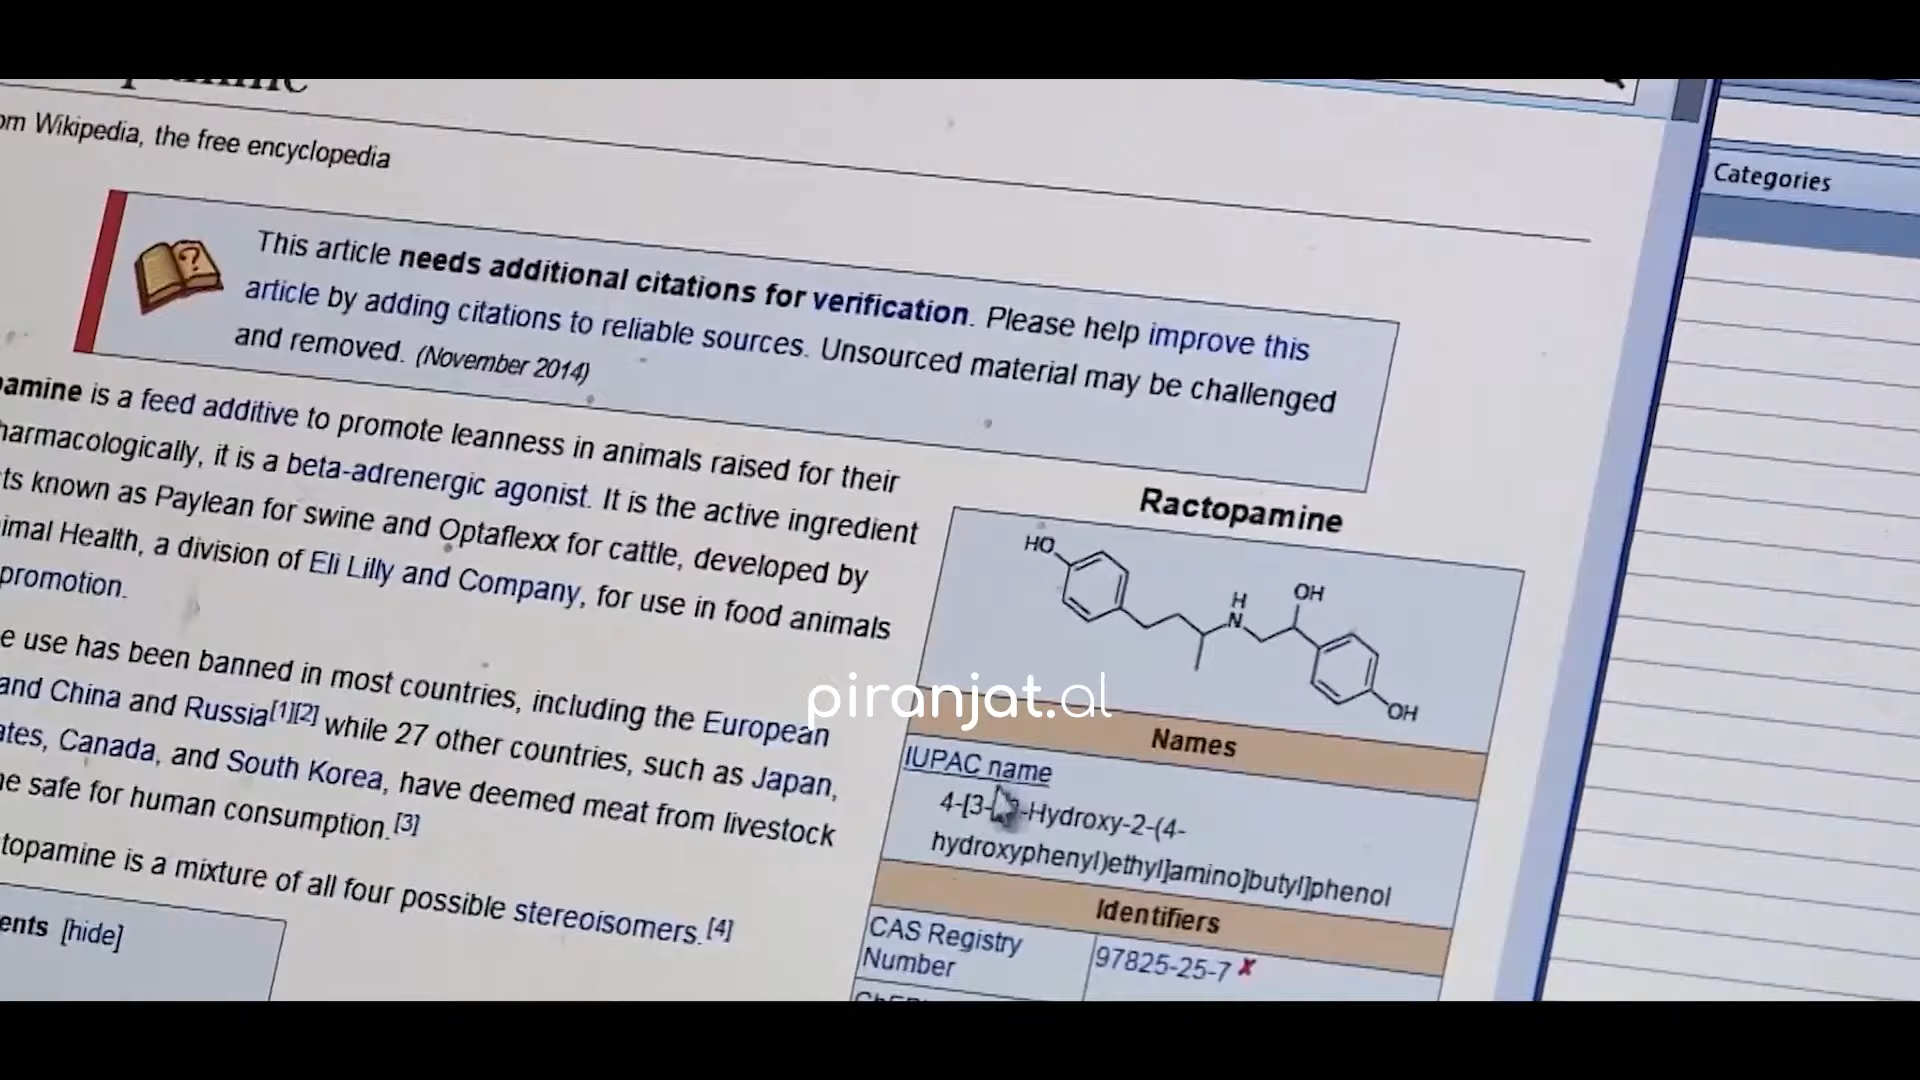 om Wikipedia, the free encyclopedia
Categories
This article needs additional citations for verification. Please help improve this
article by adding citations to reliable sources. Unsourced material may be challenged
and removed. (November 2014)
amine is a feed additive to promote leanness in animals raised for their
harmacologically, it is a beta-adrenergic agonist. It is the active ingredient
ts known as Paylean for swine and Optaflexx for cattle, developed by
imal Health, a division of Eli Lilly and Company, for use in food animals
promotion.
e use has been banned in most countries, including the European
and China and Russia[1][2] while 27 other countries, such as Japan,
ates, Canada, and South Korea, have deemed meat from livestock
ne safe for human consumption.[3]
topamine is a mixture of all four possible stereoisomers.[4]
ents [hide]
Ractopamine
HO
H
N
OH
OH
piranjat.al
Names
IUPAC name
4-[3-[ -Hydroxy-2-(4-
hydroxyphenyl)ethyl]amino]butyl]phenol
Identifiers
CAS Registry
Number
97825-25-7 x